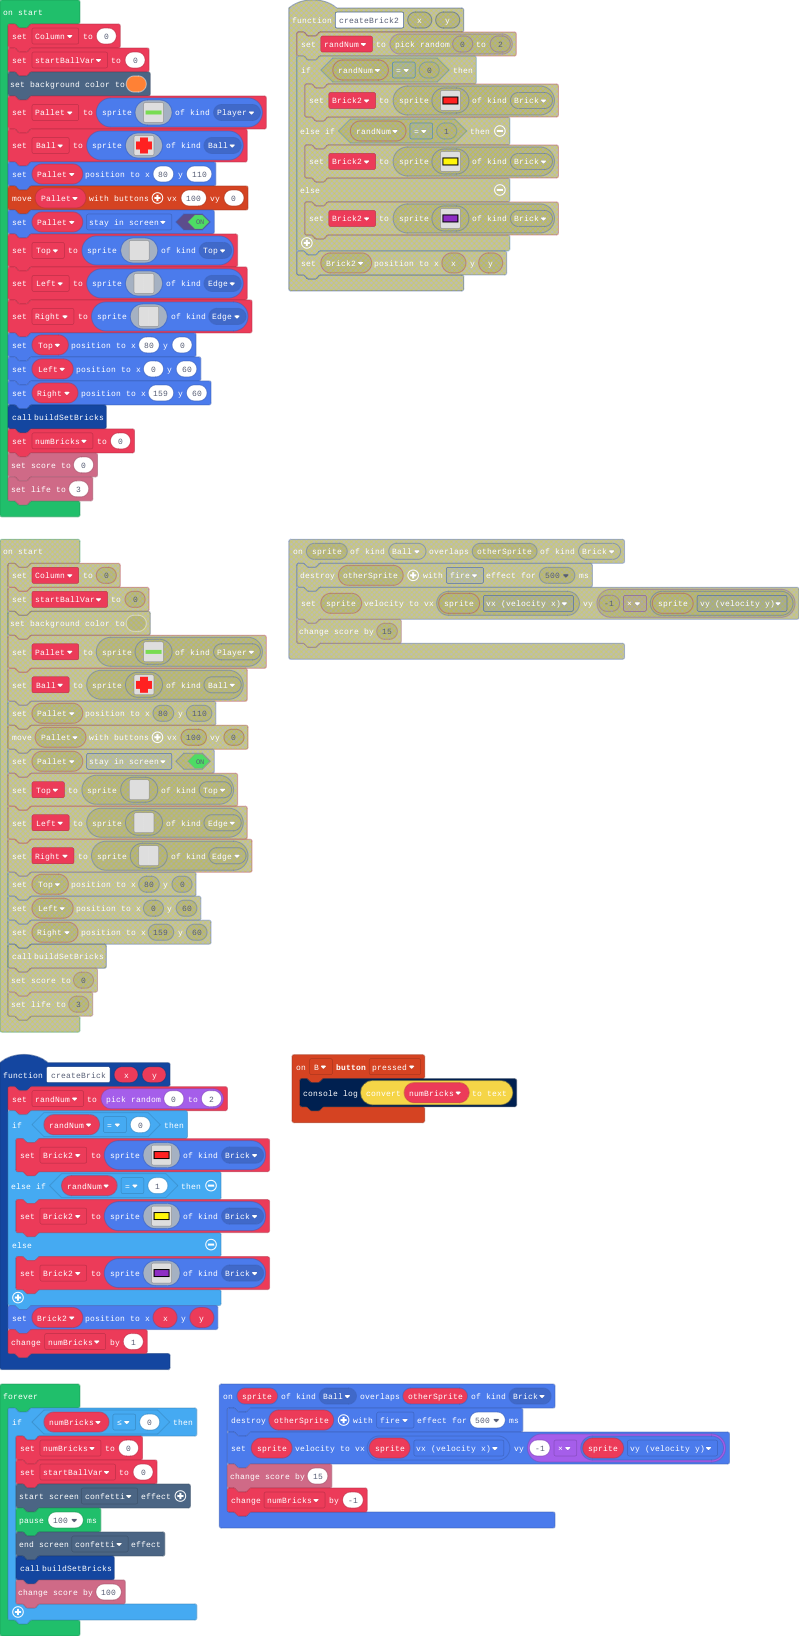 on start
set Column to 0
set startBallVar to 0
set background color to
set Pallet to sprite of kind Player
set Ball to sprite of kind Ball
set Pallet position to x 80 y 110
move Pallet with buttons vx 100 vy 0
set Pallet stay in screen ON
set Top to sprite of kind Top
set Left to sprite of kind Edge
set Right to sprite of kind Edge
set Top position to x 80 y 0
set Left position to x 0 y 60
set Right position to x 159 y 60
call buildSetBricks
set numBricks to 0
set score to 0
set life to 3
function createBrick2 x y
set randNum to pick random 0 to 2
if randNum = 0 then
set Brick2 to sprite of kind Brick
else if randNum = 1 then
set Brick2 to sprite of kind Brick
else
set Brick2 to sprite of kind Brick
set Brick2 position to x x y y
on start
set Column to 0
set startBallVar to 0
set background color to
set Pallet to sprite of kind Player
set Ball to sprite of kind Ball
set Pallet position to x 80 y 110
move Pallet with buttons vx 100 vy 0
set Pallet stay in screen ON
set Top to sprite of kind Top
set Left to sprite of kind Edge
set Right to sprite of kind Edge
set Top position to x 80 y 0
set Left position to x 0 y 60
set Right position to x 159 y 60
call buildSetBricks
set score to 0
set life to 3
on sprite of kind Ball overlaps otherSprite of kind Brick
destroy otherSprite with fire effect for 500 ms
set sprite velocity to vx sprite vx (velocity x) vy -1 × sprite vy (velocity y)
change score by 15
function createBrick x y
set randNum to pick random 0 to 2
if randNum = 0 then
set Brick2 to sprite of kind Brick
else if randNum = 1 then
set Brick2 to sprite of kind Brick
else
set Brick2 to sprite of kind Brick
set Brick2 position to x x y y
change numBricks by 1
on B button pressed
console log convert numBricks to text
forever
if numBricks ≤ 0 then
set numBricks to 0
set startBallVar to 0
start screen confetti effect
pause 100 ms
end screen confetti effect
call buildSetBricks
change score by 100
on sprite of kind Ball overlaps otherSprite of kind Brick
destroy otherSprite with fire effect for 500 ms
set sprite velocity to vx sprite vx (velocity x) vy -1 × sprite vy (velocity y)
change score by 15
change numBricks by -1